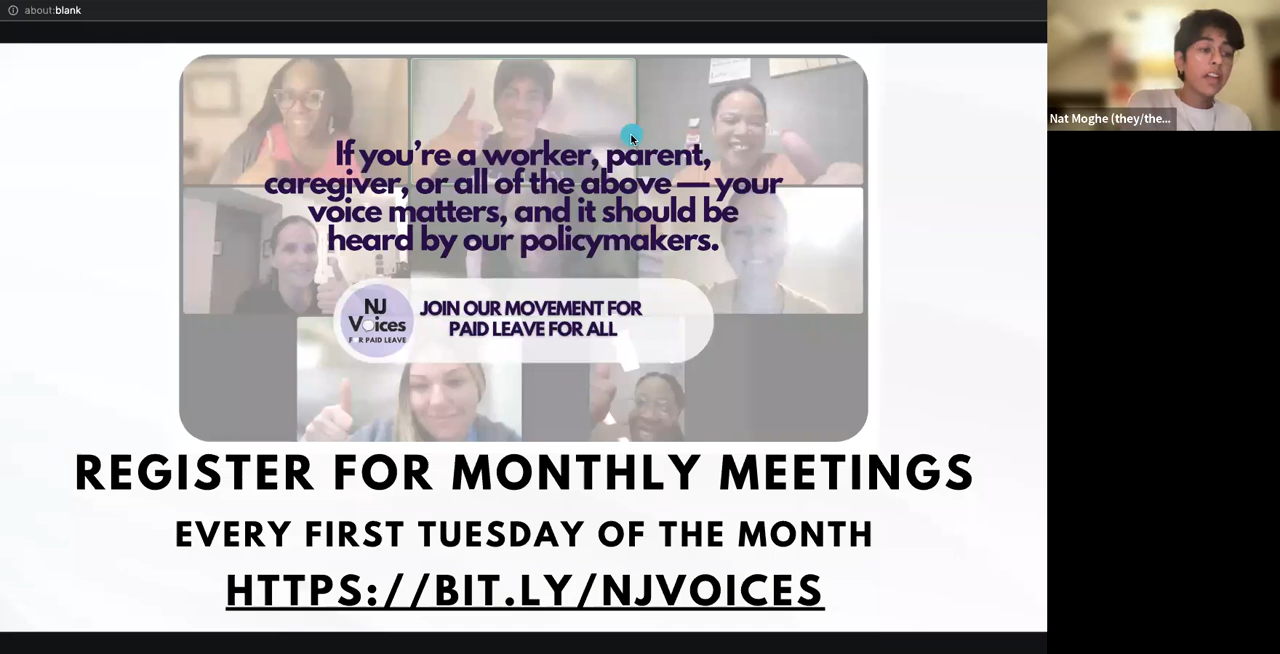 about:blank
If you're a worker, parent,
caregiver, or all of the above — your
voice matters, and it should be
heard by our policymakers.
NJ
Voices
FOR PAID LEAVE
JOIN OUR MOVEMENT FOR
PAID LEAVE FOR ALL
REGISTER FOR MONTHLY MEETINGS
EVERY FIRST TUESDAY OF THE MONTH
HTTPS://BIT.LY/NJVOICES
Nat Moghe (they/the...